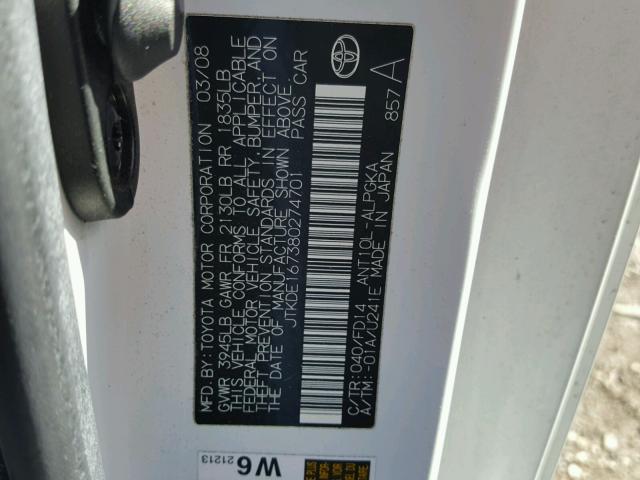 MFD.BY:TOYOTA MOTOR CORPORATION 03/08
GVWR 3945LB GAWR FR 2130LB RR 1835LB
THIS VEHICLE CONFORMS TO ALL APPLICABLE
FEDERAL MOTOR VEHICLE SAFETY, BUMPER, AND
THEFT PREVENTION STANDARDS IN EFFECT ON
THE DATE OF MANUFACTURE SHOWN ABOVE.
JTKDE167380274701 PASS CAR
C/TR:040/FD14 ANT10L-ALPGKA
A/TM:-01A/U241E MADE IN JAPAN 857 A
W6
21213